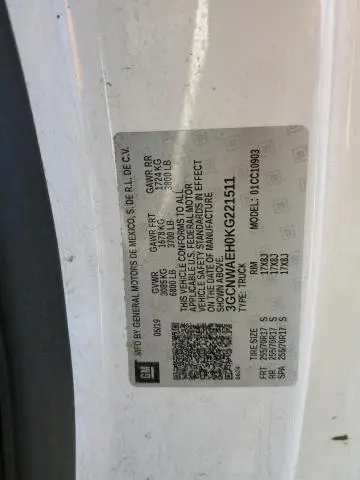 MFD BY GENERAL MOTORS DE MEXICO, S. DE R.L. DE C.V.
05/19 GVWR GAWR FRT GAWR RR
3085 KG 1678 KG 1724 KG
6800 LB 3700 LB 3800 LB
THIS VEHICLE CONFORMS TO ALL
APPLICABLE U.S. FEDERAL MOTOR
VEHICLE SAFETY STANDARDS IN EFFECT
ON THE DATE OF MANUFACTURE
SHOWN ABOVE.
3GCNWAEH0KG221511
TYPE: TRUCK MODEL: 01CC10903
TIRE SIZE RIM
FRT 255/70R17 S 17X8J
RR 255/70R17 S 17X8J
SPA 255/70R17 S 17X8J
GM